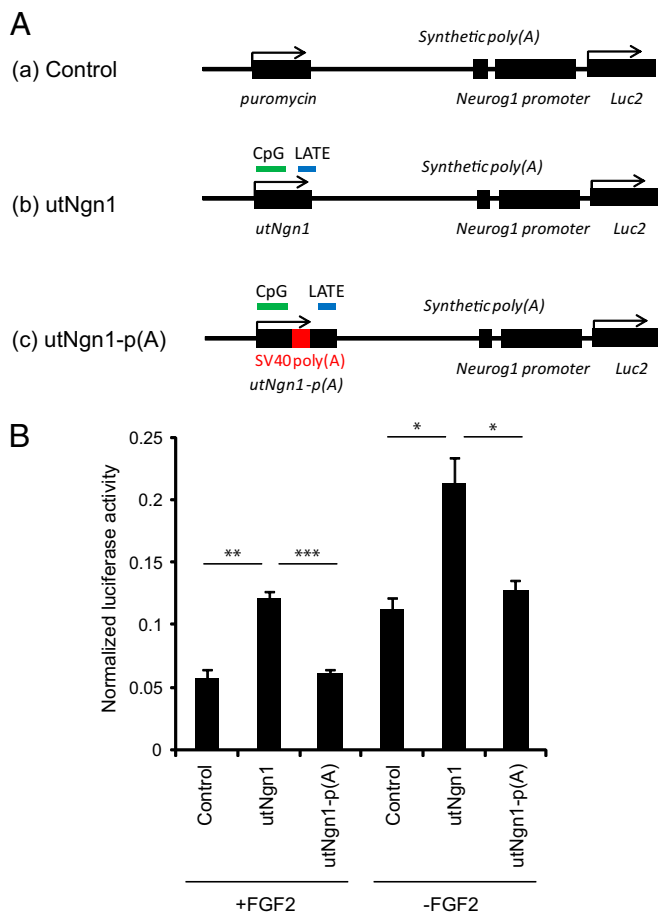 A
(a) Control
Synthetic poly(A)
puromycin
Neurog1 promoter
Luc2
CpG
LATE
(b) utNgn1
Synthetic poly(A)
utNgn1
Neurog1 promoter
Luc2
CpG
LATE
(c) utNgn1-p(A)
Synthetic poly(A)
SV40 poly(A)
utNgn1-p(A)
Neurog1 promoter
Luc2
B
Normalized luciferase activity
0.25
0.2
0.15
0.1
0.05
0
**
***
*
*
Control
utNgn1
utNgn1-p(A)
Control
utNgn1
utNgn1-p(A)
+FGF2
-FGF2